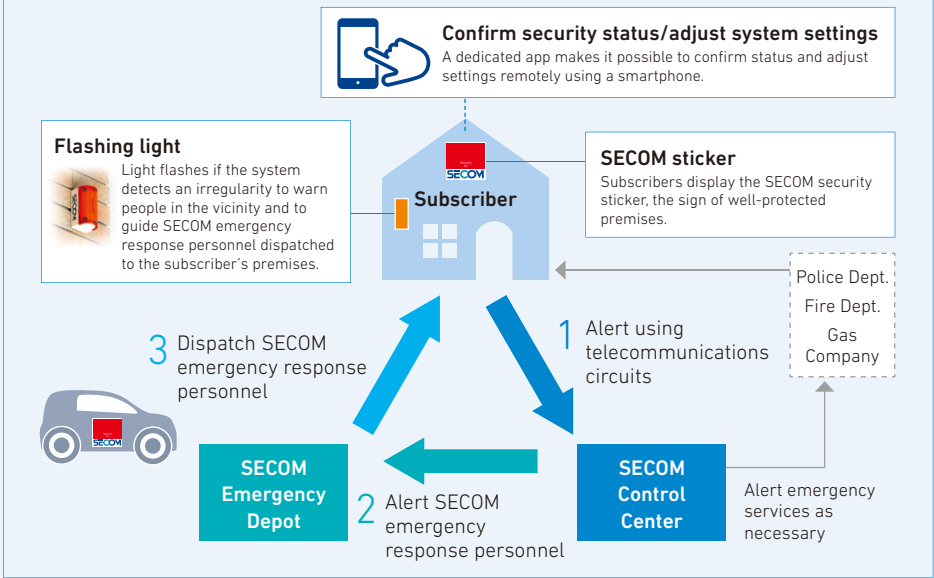 Confirm security status/adjust system settings
A dedicated app makes it possible to confirm status and adjust
settings remotely using a smartphone.
Flashing light
Light flashes if the system
detects an irregularity to warn
people in the vicinity and to
guide SECOM emergency
response personnel dispatched
to the subscriber's premises.
SECOM
SECOM
Subscriber
SECOM sticker
Subscribers display the SECOM security
sticker, the sign of well-protected
premises.
Police Dept.
Fire Dept.
Gas
Company
1 Alert using
telecommunications
circuits
3 Dispatch SECOM
emergency response
personnel
SECOM
SECOM
Emergency
Depot
2 Alert SECOM
emergency
response personnel
SECOM
Control
Center
Alert emergency
services as
necessary